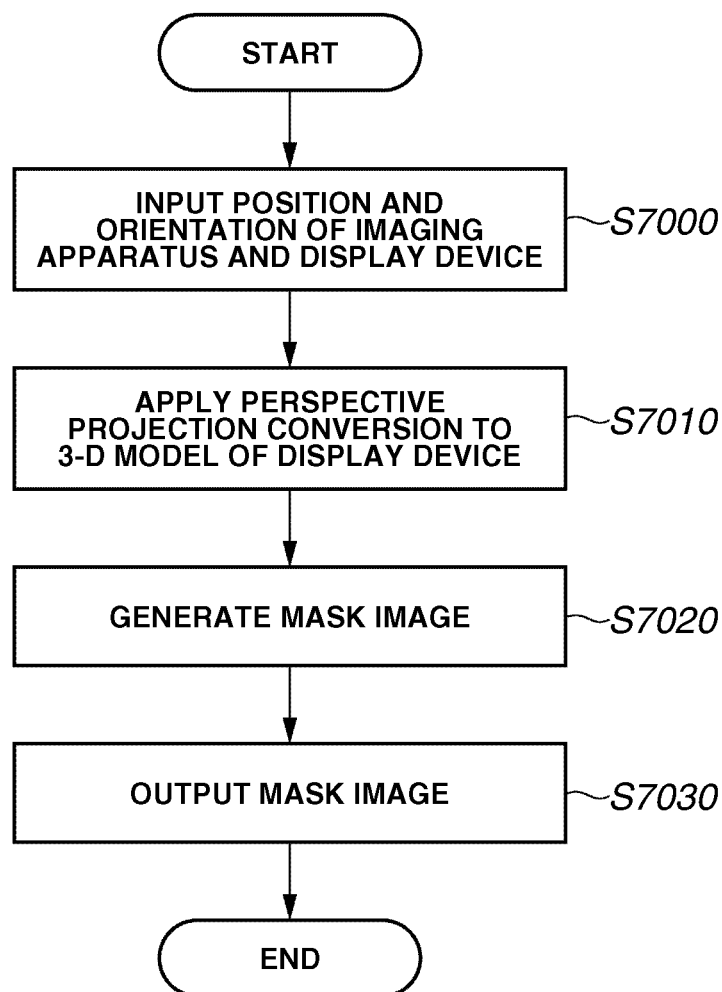 START
INPUT POSITION AND
ORIENTATION OF IMAGING
APPARATUS AND DISPLAY DEVICE
S7000
APPLY PERSPECTIVE
PROJECTION CONVERSION TO
3-D MODEL OF DISPLAY DEVICE
S7010
GENERATE MASK IMAGE
S7020
OUTPUT MASK IMAGE
S7030
END